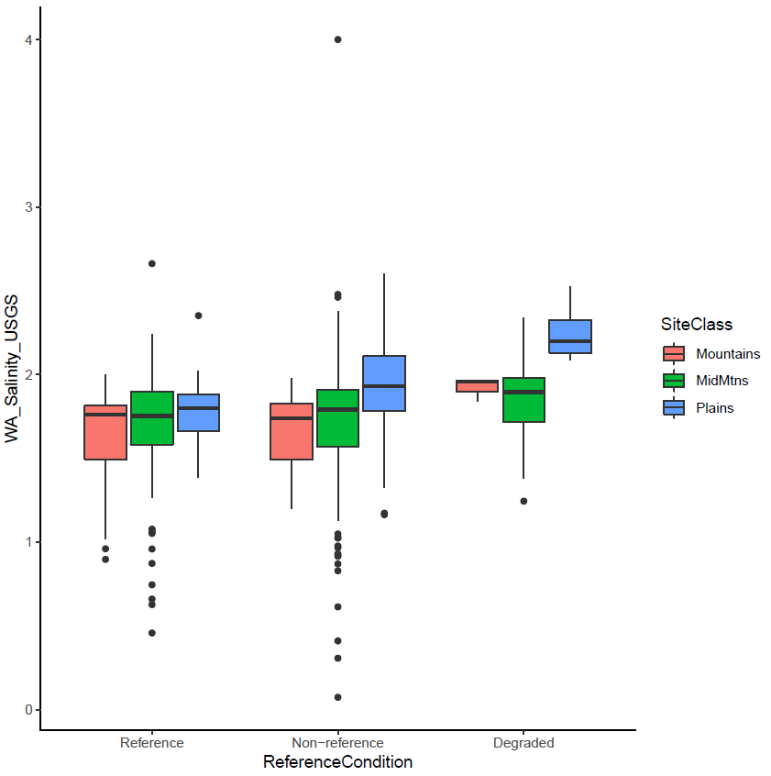 4
3
2
1
0
WA_Salinity_USGS
Reference
Non−reference
Degraded
ReferenceCondition
SiteClass
Mountains
MidMtns
Plains